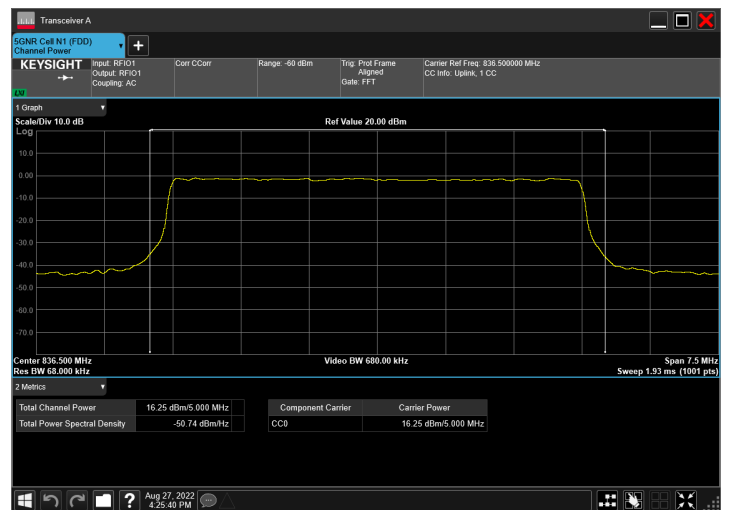 Transceiver A
5GNR Cell N1 (FDD)
Channel Power
KEYSIGHT
LXI
Input: RFIO1
Output: RFIO1
Coupling: AC
Corr CCorr
Range: -60 dBm
Trig: Prot Frame
Aligned
Gate: FFT
Carrier Ref Freq: 836.500000 MHz
CC Info: Uplink, 1 CC
1 Graph
Scale/Div 10.0 dB
Ref Value 20.00 dBm
Log
10.0
0.00
-10.0
-20.0
-30.0
-40.0
-50.0
-60.0
-70.0
Center 836.500 MHz
Video BW 680.00 kHz
Span 7.5 MHz
Res BW 68.000 kHz
Sweep 1.93 ms (1001 pts)
2 Metrics
Total Channel Power 16.25 dBm/5.000 MHz
Total Power Spectral Density -50.74 dBm/Hz
Component Carrier Carrier Power
CC0 16.25 dBm/5.000 MHz
Aug 27, 2022
4:25:40 PM